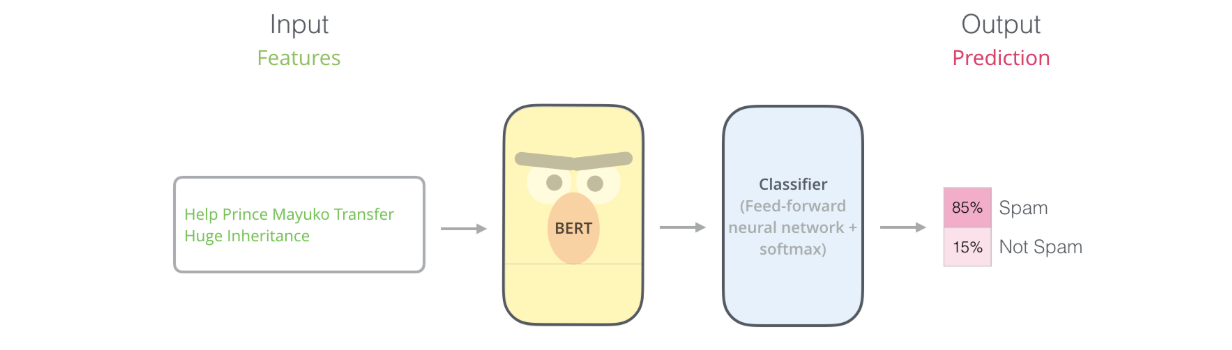 Input
Features
Output
Prediction
Help Prince Mayuko Transfer
Huge Inheritance
BERT
Classifier
(Feed-forward
neural network +
softmax)
85% Spam
15% Not Spam